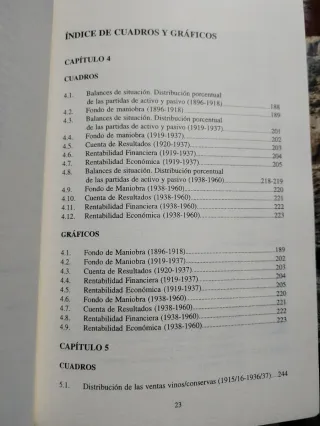 ÍNDICE DE CUADROS Y GRÁFICOS
CAPÍTULO 4
CUADROS
4.1. Balances de situación. Distribución porcentual
de las partidas de activo y pasivo (1896-1918) 188
4.2. Fondo de maniobra (1896-1918) 189
4.3. Balances de situación. Distribución porcentual
de las partidas de activo y pasivo (1919-1937) 201
4.4. Fondo de maniobra (1919-1937) 202
4.5. Cuenta de Resultados (1920-1937) 203
4.6. Rentabilidad Financiera (1919-1937) 204
4.7. Rentabilidad Económica (1919-1937) 205
4.8. Balances de situación. Distribución porcentual
de las partidas de activo y pasivo (1938-1960) 218-219
4.9. Fondo de Maniobra (1938-1960) 220
4.10. Cuenta de Resultados (1938-1960) 221
4.11. Rentabilidad Financiera (1938-1960) 222
4.12. Rentabilidad Económica (1938-1960) 223
GRÁFICOS
4.1. Fondo de Maniobra (1896-1918) 189
4.2. Fondo de Maniobra (1919-1937) 202
4.3. Cuenta de Resultados (1920-1937) 203
4.4. Rentabilidad Financiera (1919-1937) 204
4.5. Rentabilidad Económica (1919-1937) 205
4.6. Fondo de Maniobra (1938-1960) 220
4.7. Cuenta de Resultados (1938-1960) 221
4.8. Rentabilidad Financiera (1938-1960) 222
4.9. Rentabilidad Económica (1938-1960) 223
CAPÍTULO 5
CUADROS
5.1. Distribución de las ventas vinos/conservas (1915/16-1936/37) 244
23